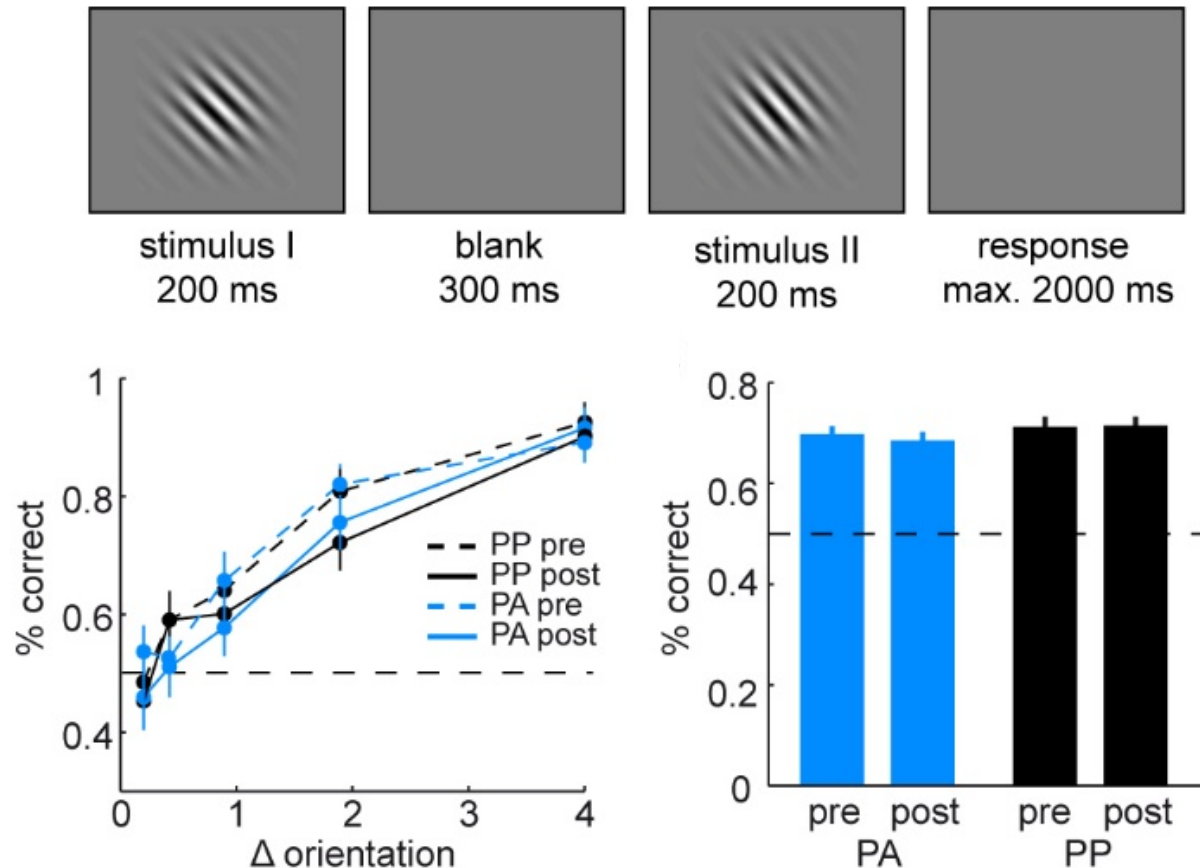 stimulus I
200 ms
blank
300 ms
stimulus II
200 ms
response
max. 2000 ms
1
0.8
0.6
0.4
% correct
0
1
2
3
4
Δ orientation
PP pre
PP post
PA pre
PA post
0.8
0.6
0.4
0.2
0
% correct
pre post pre post
PA PP